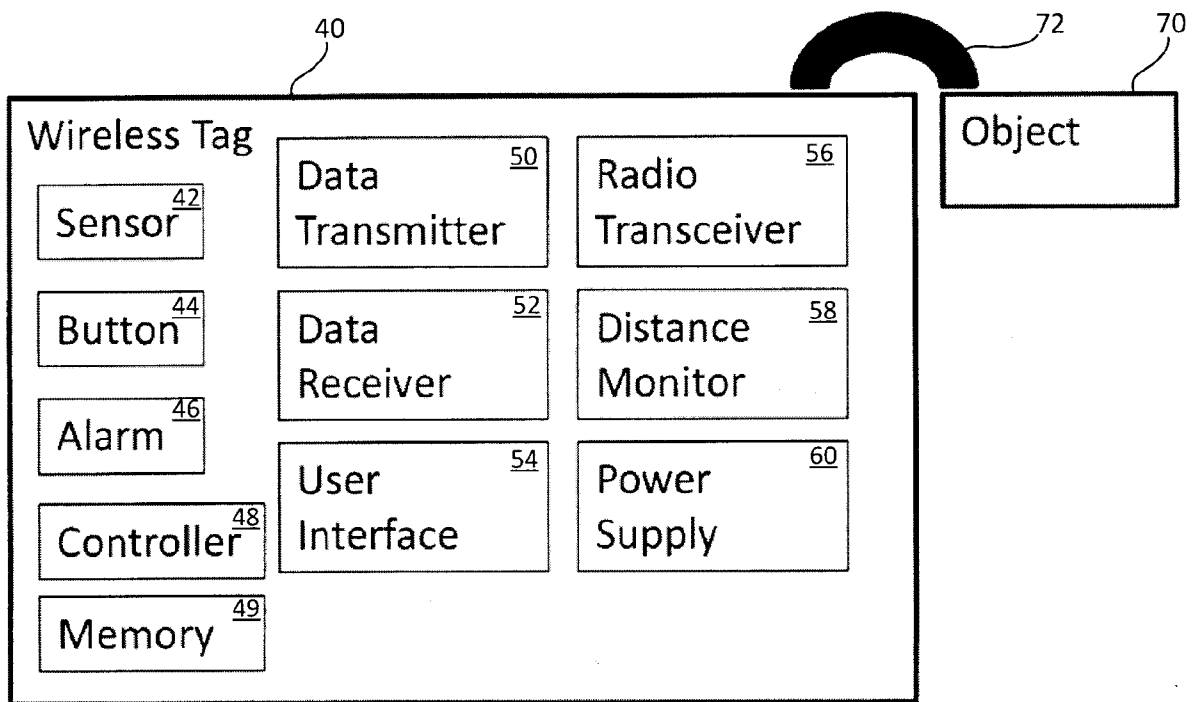 40
72
70
Wireless Tag
Object
Sensor 42
Button 44
Alarm 46
Controller 48
Memory 49
Data 50
Transmitter
Data 52
Receiver
User 54
Interface
Radio 56
Transceiver
Distance 58
Monitor
Power 60
Supply